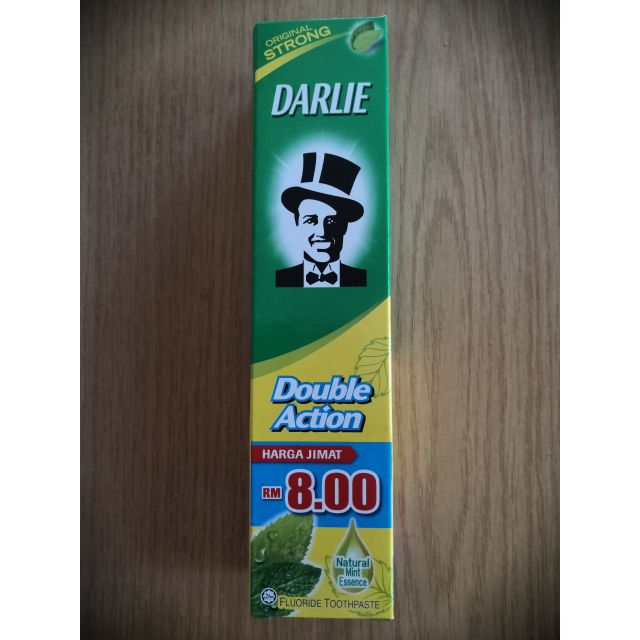 ORIGINAL
STRONG
DARLIE
Double
Action
HARGA JIMAT
RM 8.00
Natural
Mint
Essence
FLUORIDE TOOTHPASTE